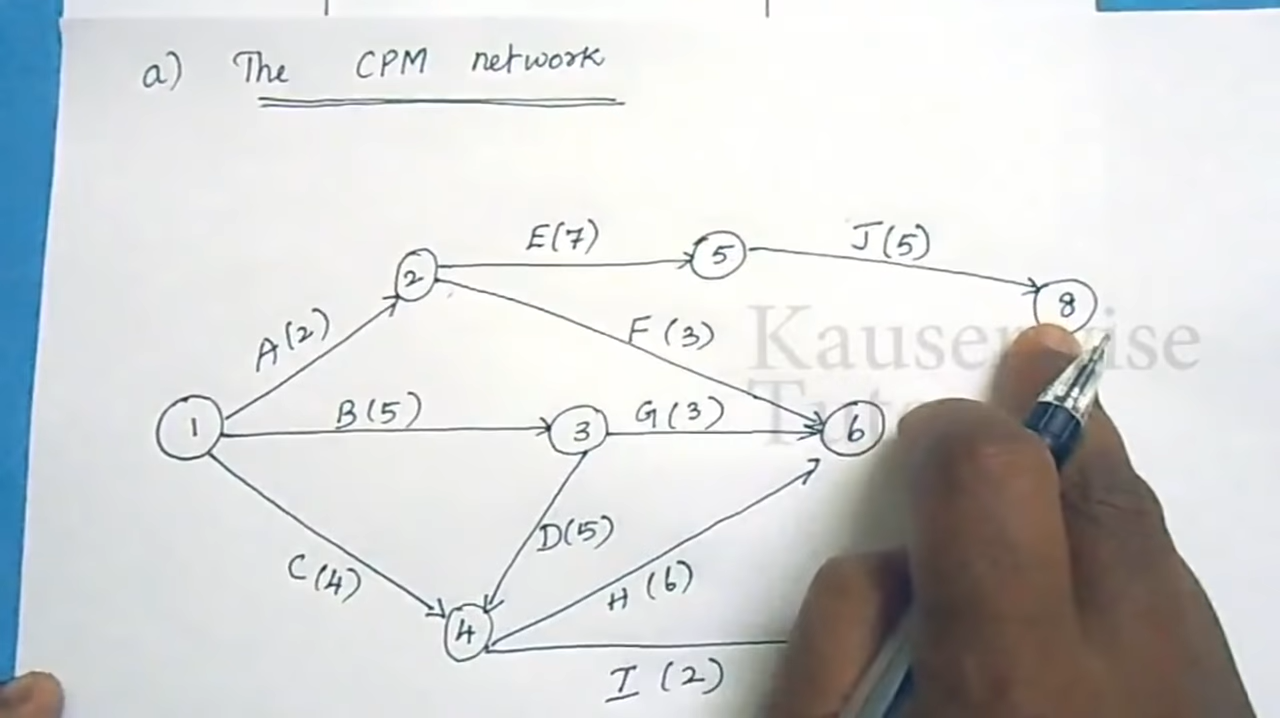 a) The CPM network
E(7)
J(5)
2
5
8
A(2)
F(3)
B(5)
G(3)
1
3
6
D(5)
C(4)
H(6)
4
I(2)